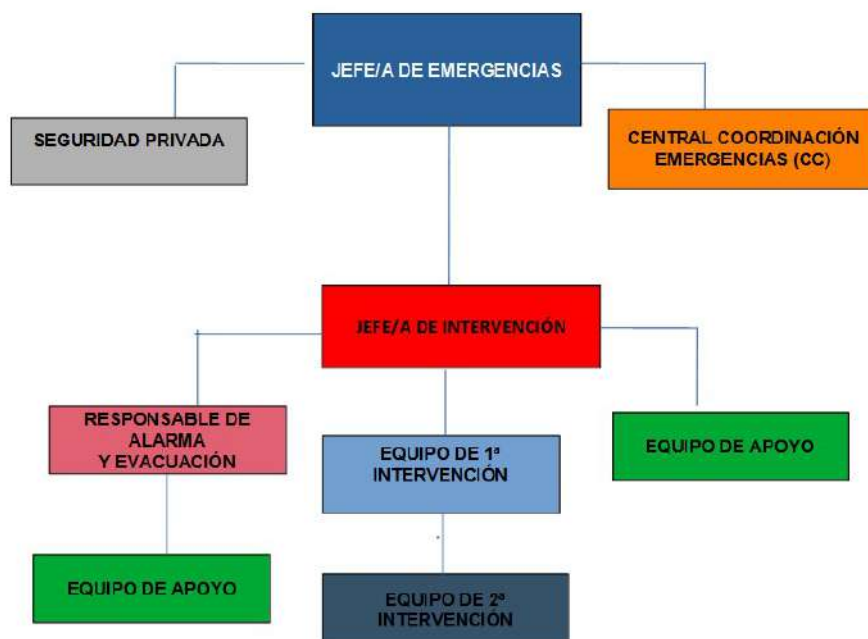 JEFE/A DE EMERGENCIAS
SEGURIDAD PRIVADA
CENTRAL COORDINACIÓN
EMERGENCIAS (CC)
JEFE/A DE INTERVENCIÓN
RESPONSABLE DE
ALARMA
Y EVACUACIÓN
EQUIPO DE 1ª
INTERVENCIÓN
EQUIPO DE APOYO
EQUIPO DE APOYO
EQUIPO DE 2ª
INTERVENCIÓN